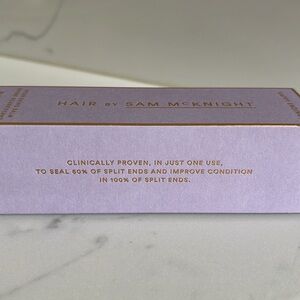 HAIR BY SAM McKNIGHT
CLINICALLY PROVEN, IN JUST ONE USE,
TO SEAL 60% OF SPLIT ENDS AND IMPROVE CONDITION
IN 100% OF SPLIT ENDS.